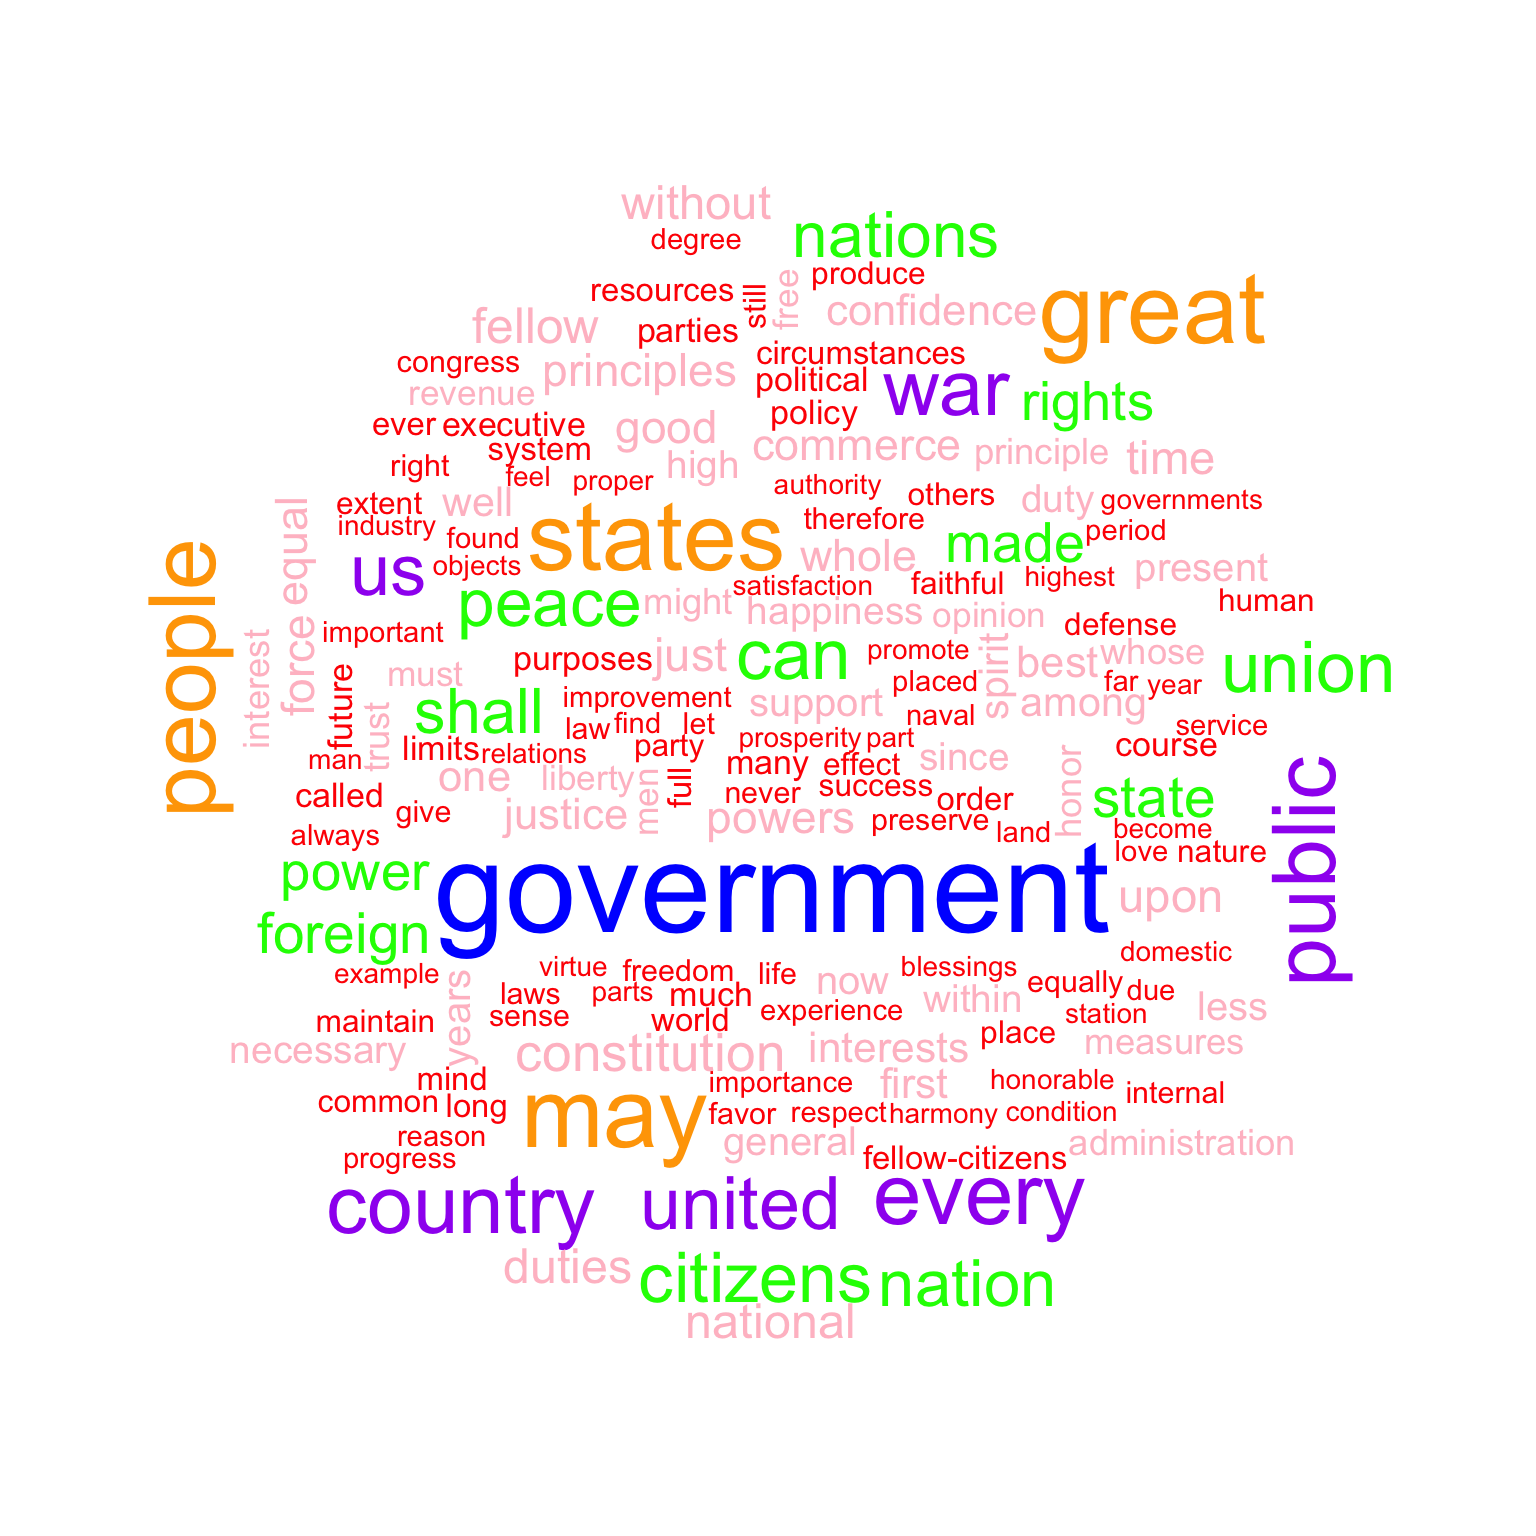 without
degree
nations
produce
great
resources
still
free
confidence
fellow
parties
circumstances
congress
principles
political
war
rights
revenue
policy
ever
executive
good
commerce
principle
time
system
right
feel
proper
high
authority
others
duty
governments
extent
well
industry
found
states
therefore
made
period
equal
us
objects
whole
present
satisfaction
faithful
highest
people
peace
might
happiness
opinion
human
important
force
interest
purposes
just
can
promote
spirit
defense
best
whose
union
must
future
trust
shall
improvement
support
placed
far
year
among
law
find
let
naval
service
man
limits
relations
party
prosperity
part
since
course
many
effect
called
one
liberty
men
full
never
success
order
honor
state
public
give
justice
powers
preserve
land
become
always
love
nature
power
government
upon
foreign
example
virtue
freedom
life
blessings
domestic
years
laws
parts
much
now
within
equally
due
less
maintain
sense
world
experience
station
necessary
constitution
interests
place
measures
mind
importance
first
honorable
internal
common
long
may
favor
respect
harmony
condition
reason
general
administration
progress
fellow-citizens
country
united
every
duties
citizens
nation
national